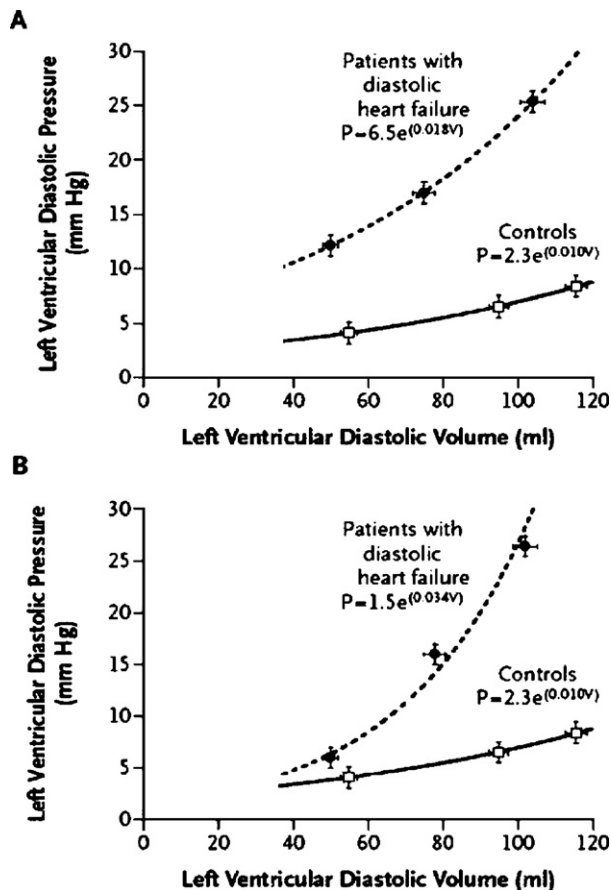 A
30
25
20
15
10
5
0
Left Ventricular Diastolic Pressure
(mm Hg)
Patients with
diastolic
heart failure
P=6.5e(0.018V)
Controls
P=2.3e(0.010V)
0 20 40 60 80 100 120
Left Ventricular Diastolic Volume (ml)
B
30
25
20
15
10
5
0
Left Ventricular Diastolic Pressure
(mm Hg)
Patients with
diastolic
heart failure
P=1.5e(0.034V)
Controls
P=2.3e(0.010V)
0 20 40 60 80 100 120
Left Ventricular Diastolic Volume (ml)